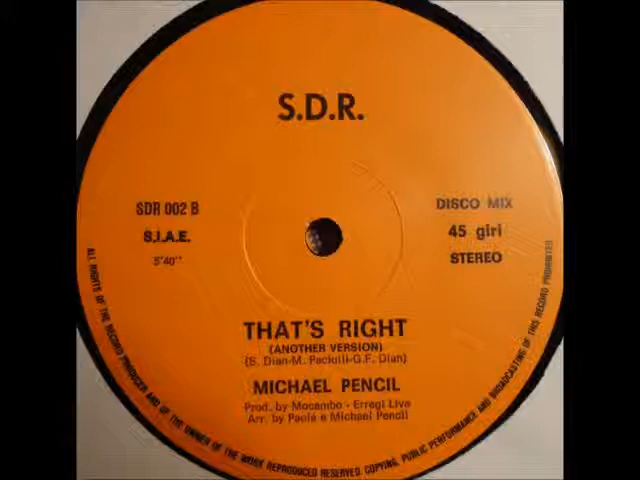 S.D.R.
SDR 002 B
S.I.A.E.
5'40''
DISCO MIX
45 giri
STEREO
THAT'S RIGHT
(ANOTHER VERSION)
(S. Dian-M. Paciulli-G.F. Dian)
MICHAEL PENCIL
Prod. by Mocambo - Erregi Live
Arr. by Paola e Michael Pencil
ALL RIGHTS OF THE RECORD PRODUCER AND OF THE OWNER OF THE WORK REPRODUCED RESERVED. COPYING, PUBLIC PERFORMANCE AND BROADCASTING OF THIS RECORD PROHIBITED